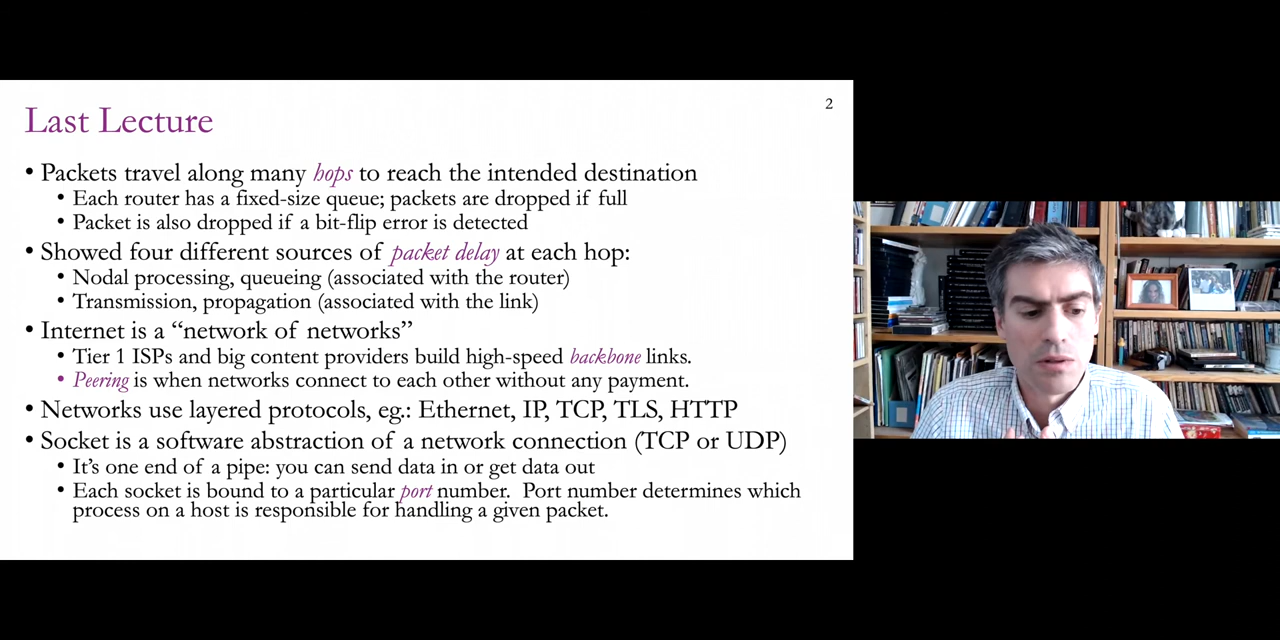 2
Last Lecture
• Packets travel along many hops to reach the intended destination
• Each router has a fixed-size queue; packets are dropped if full
• Packet is also dropped if a bit-flip error is detected
• Showed four different sources of packet delay at each hop:
• Nodal processing, queueing (associated with the router)
• Transmission, propagation (associated with the link)
• Internet is a “network of networks”
• Tier 1 ISPs and big content providers build high-speed backbone links.
• Peering is when networks connect to each other without any payment.
• Networks use layered protocols, eg.: Ethernet, IP, TCP, TLS, HTTP
• Socket is a software abstraction of a network connection (TCP or UDP)
• It’s one end of a pipe: you can send data in or get data out
• Each socket is bound to a particular port number.  Port number determines which
process on a host is responsible for handling a given packet.